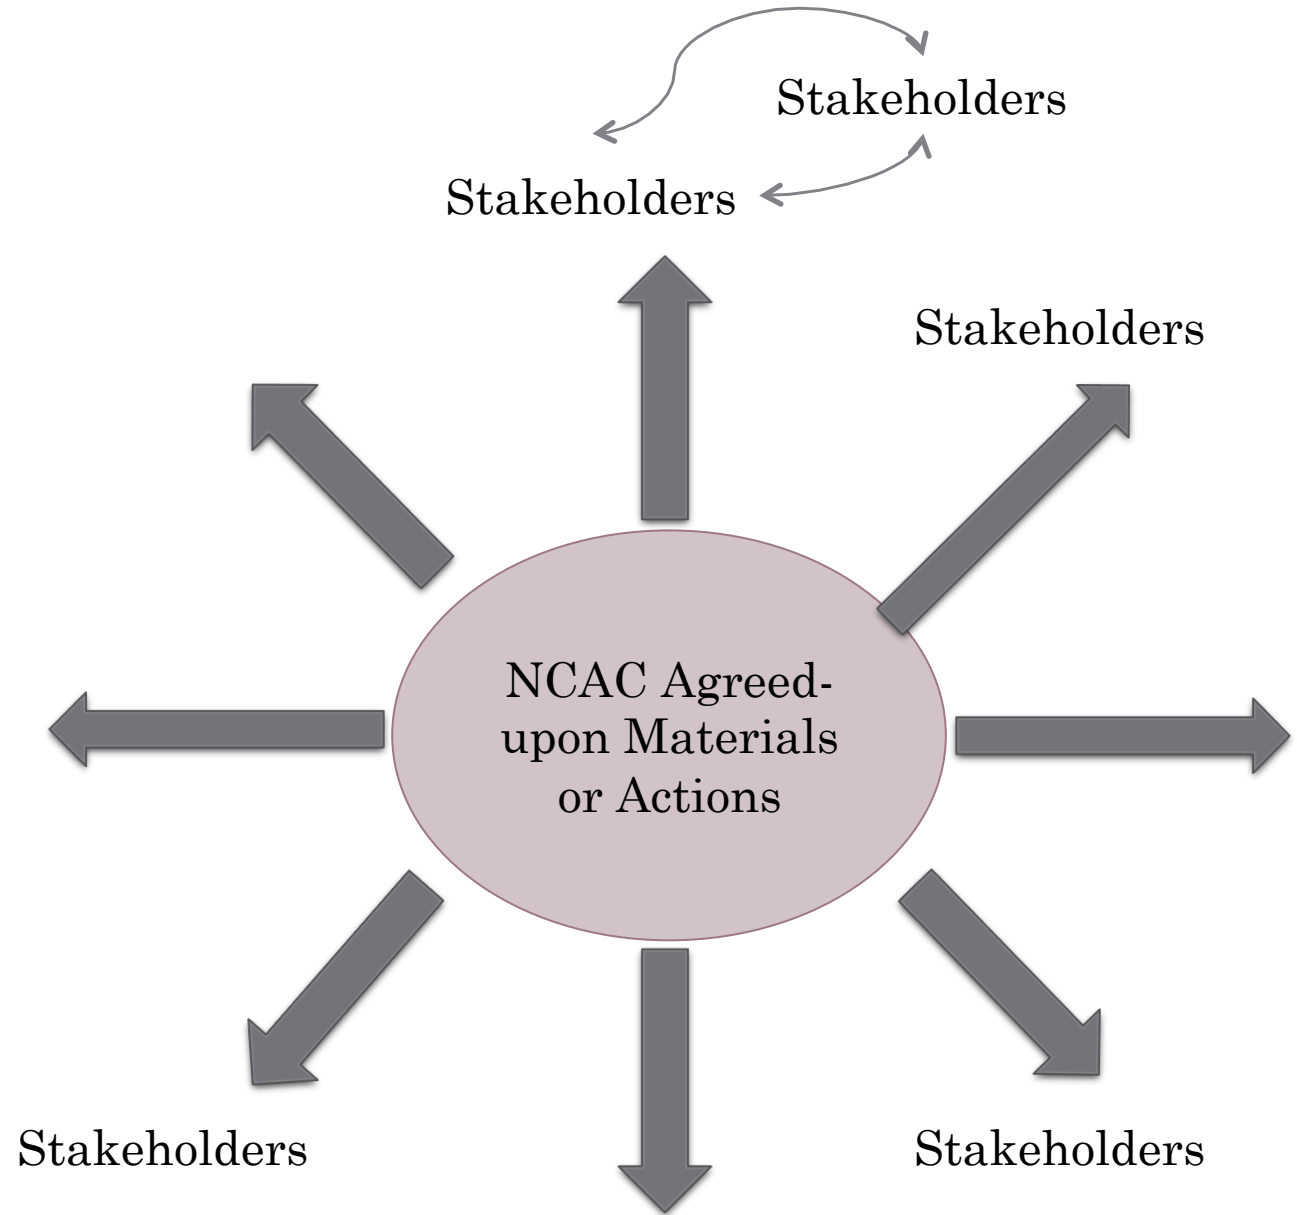 Stakeholders
Stakeholders
Stakeholders
NCAC Agreed-
upon Materials
or Actions
Stakeholders
Stakeholders